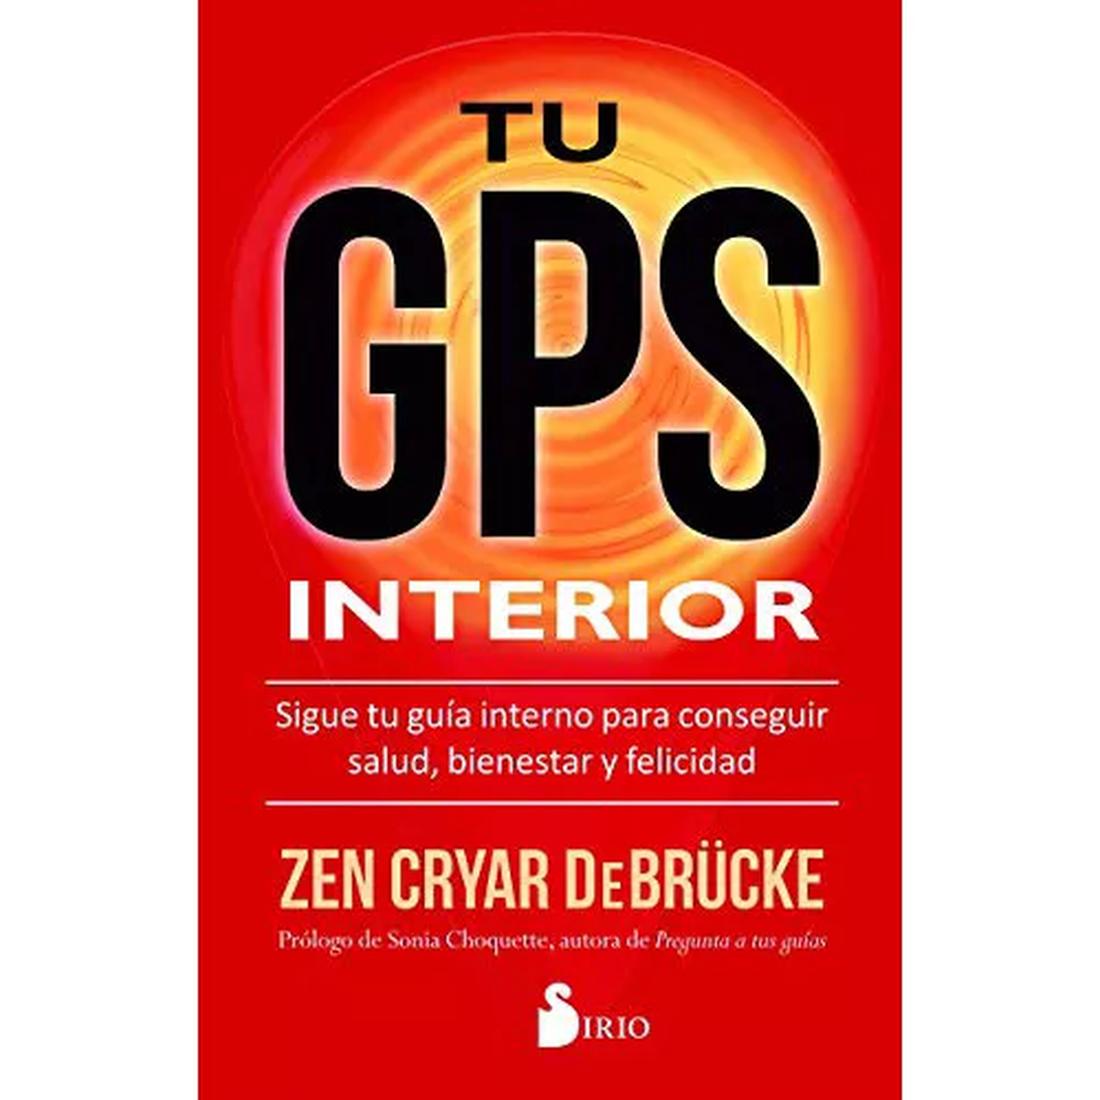 TU
GPS
INTERIOR
Sigue tu guía interno para conseguir
salud, bienestar y felicidad
ZEN CRYAR DEBRÜCKE
Prólogo de Sonia Choquette, autora de Pregunta a tus guías
SIRIO